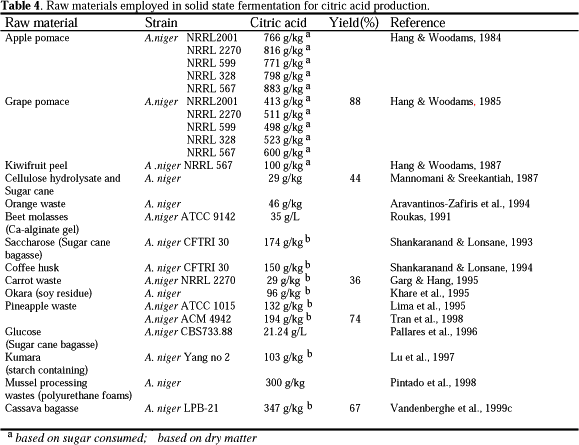 Table 4. Raw materials employed in solid state fermentation for citric acid production.
Raw material Strain Citric acid Yield(%) Reference
Apple pomace A.niger NRRL2001 766 g/kg a Hang & Woodams, 1984
NRRL 2270 816 g/kg a
NRRL 599 771 g/kg a
NRRL 328 798 g/kg a
NRRL 567 883 g/kg a
Grape pomace A.niger NRRL2001 413 g/kg a 88 Hang & Woodams, 1985
NRRL 2270 511 g/kg a
NRRL 599 498 g/kg a
NRRL 328 523 g/kg a
NRRL 567 600 g/kg a
Kiwifruit peel A .niger NRRL 567 100 g/kg a Hang & Woodams, 1987
Cellulose hydrolysate and A. niger 29 g/kg 44 Mannomani & Sreekantiah, 1987
Sugar cane
Orange waste A. niger 46 g/kg Aravantinos-Zafiris et al., 1994
Beet molasses A.niger ATCC 9142 35 g/L Roukas, 1991
(Ca-alginate gel)
Saccharose (Sugar cane A. niger CFTRI 30 174 g/kg b Shankaranand & Lonsane, 1993
bagasse)
Coffee husk A. niger CFTRI 30 150 g/kg b Shankaranand & Lonsane, 1994
Carrot waste A.niger NRRL 2270 29 g/kg b 36 Garg & Hang, 1995
Okara (soy residue) A. niger 96 g/kg b Khare et al., 1995
Pineapple waste A.niger ATCC 1015 132 g/kg b Lima et al., 1995
A.niger ACM 4942 194 g/kg b 74 Tran et al., 1998
Glucose A.niger CBS733.88 21.24 g/L Pallares et al., 1996
(Sugar cane bagasse)
Kumara A. niger Yang no 2 103 g/kg b Lu et al., 1997
(starch containing)
Mussel processing A. niger 300 g/kg Pintado et al., 1998
wastes (polyurethane foams)
Cassava bagasse A. niger LPB-21 347 g/kg b 67 Vandenberghe et al., 1999c
a based on sugar consumed; based on dry matter